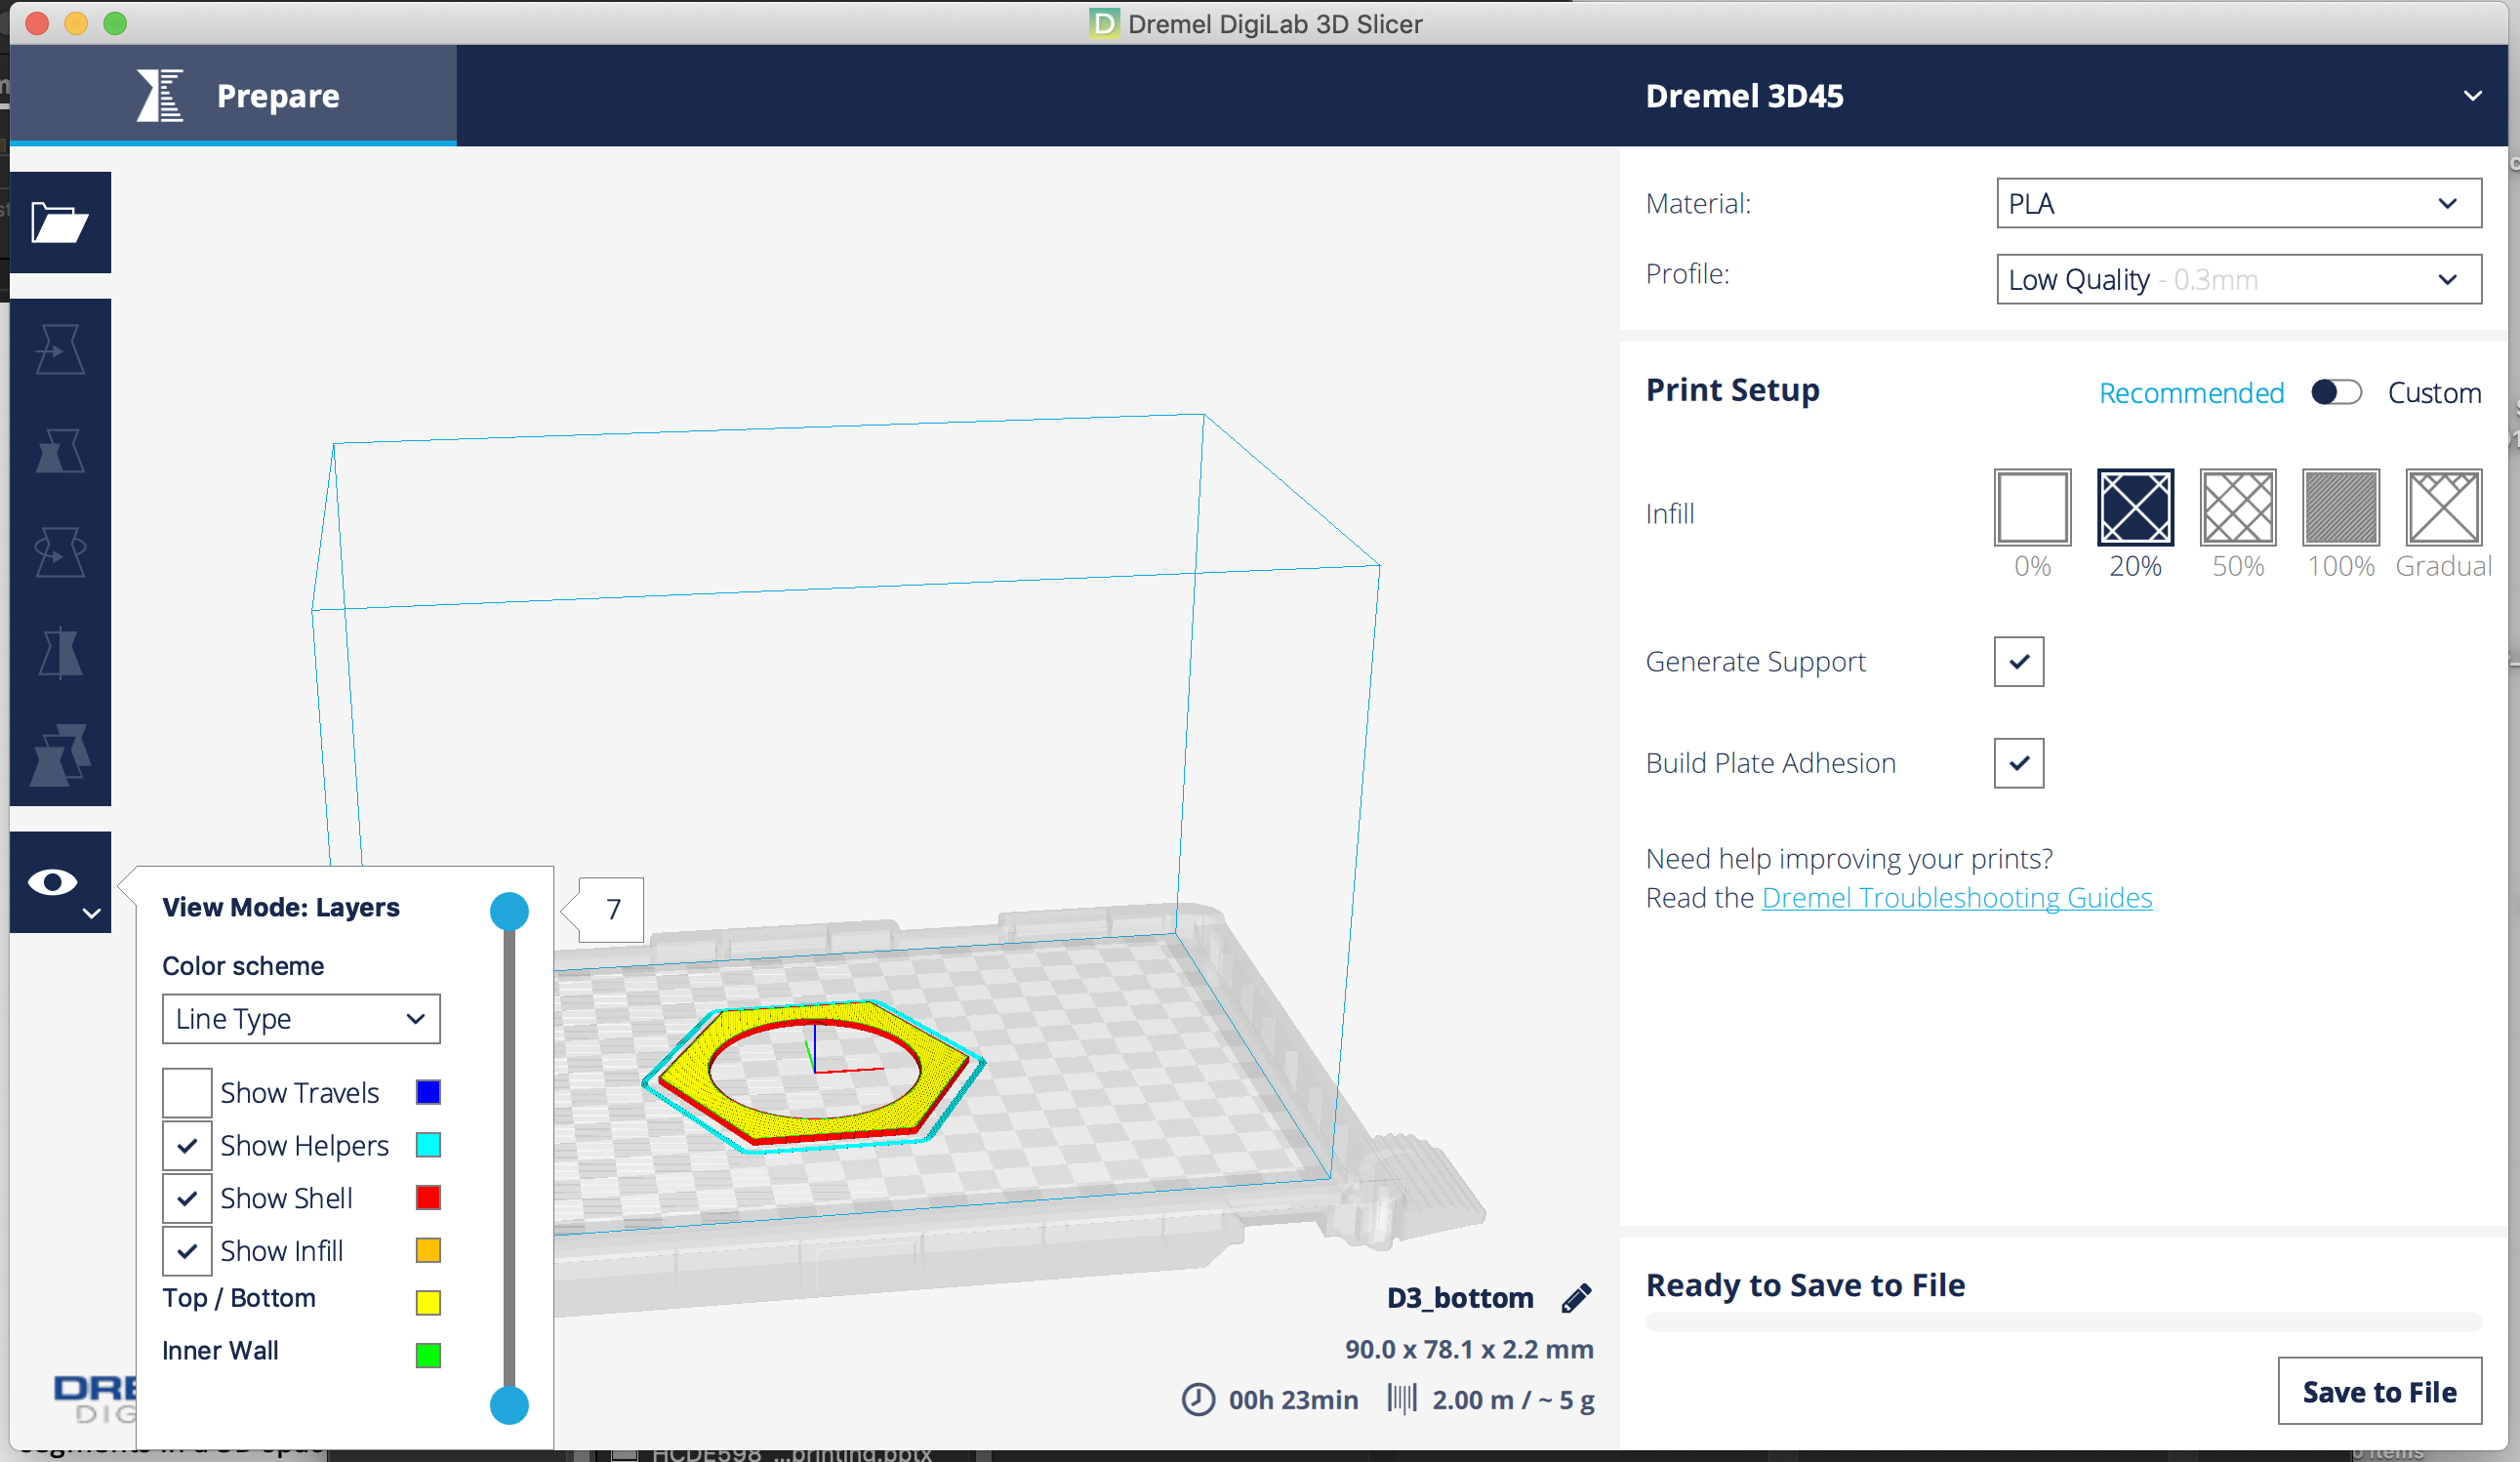 Dremel DigiLab 3D Slicer
Prepare
Dremel 3D45
Material:
PLA
Profile:
Low Quality - 0.3mm
Print Setup
Recommended
Custom
Infill
0%
20%
50%
100%
Gradual
Generate Support
Build Plate Adhesion
Need help improving your prints?
Read the Dremel Troubleshooting Guides
View Mode: Layers
7
Color scheme
Line Type
Show Travels
Show Helpers
Show Shell
Show Infill
Top / Bottom
Inner Wall
D3_bottom
90.0 x 78.1 x 2.2 mm
00h 23min
2.00 m / ~ 5 g
Ready to Save to File
Save to File
DRE
DIG
HCDE598 ...printing.pptx